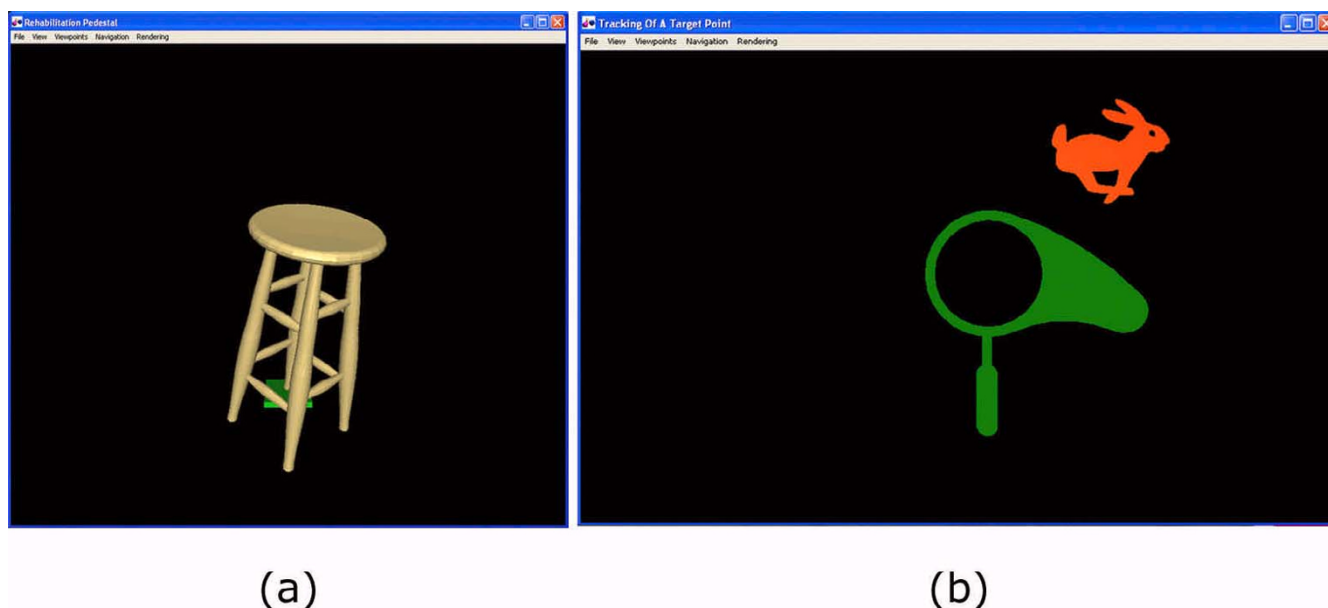 Rehabilitation Pedestal
File View Viewpoints Navigation Rendering
Tracking Of A Target Point
File View Viewpoints Navigation Rendering
(a)
(b)